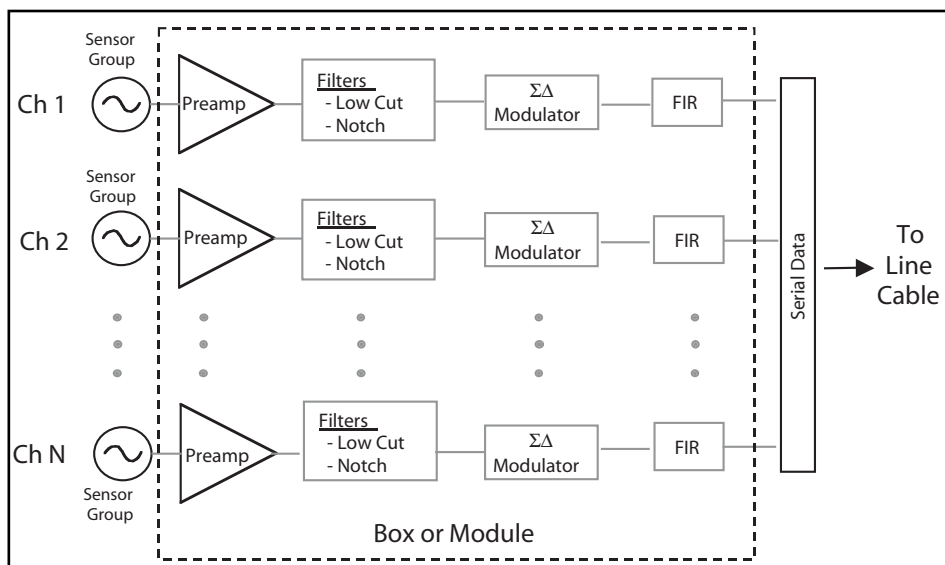 Sensor
Group
Ch 1
Preamp
Filters
- Low Cut
- Notch
ΣΔ
Modulator
FIR
Sensor
Group
Ch 2
Preamp
Filters
- Low Cut
- Notch
ΣΔ
Modulator
FIR
Serial Data
To
Line
Cable
Ch N
Sensor
Group
Preamp
Filters
- Low Cut
- Notch
ΣΔ
Modulator
FIR
Box or Module